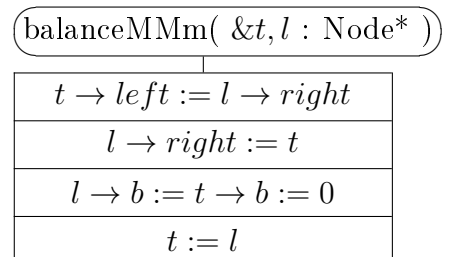 balanceMMm( &t, l : Node* )
t → left := l → right
l → right := t
l → b := t → b := 0
t := l